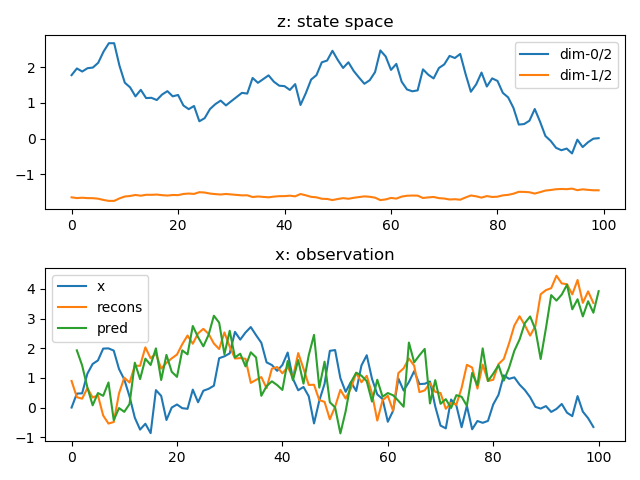 z: state space
2
1
0
−1
dim-0/2
dim-1/2
0 20 40 60 80 100
x: observation
4
3
2
1
0
−1
x
recons
pred
0 20 40 60 80 100